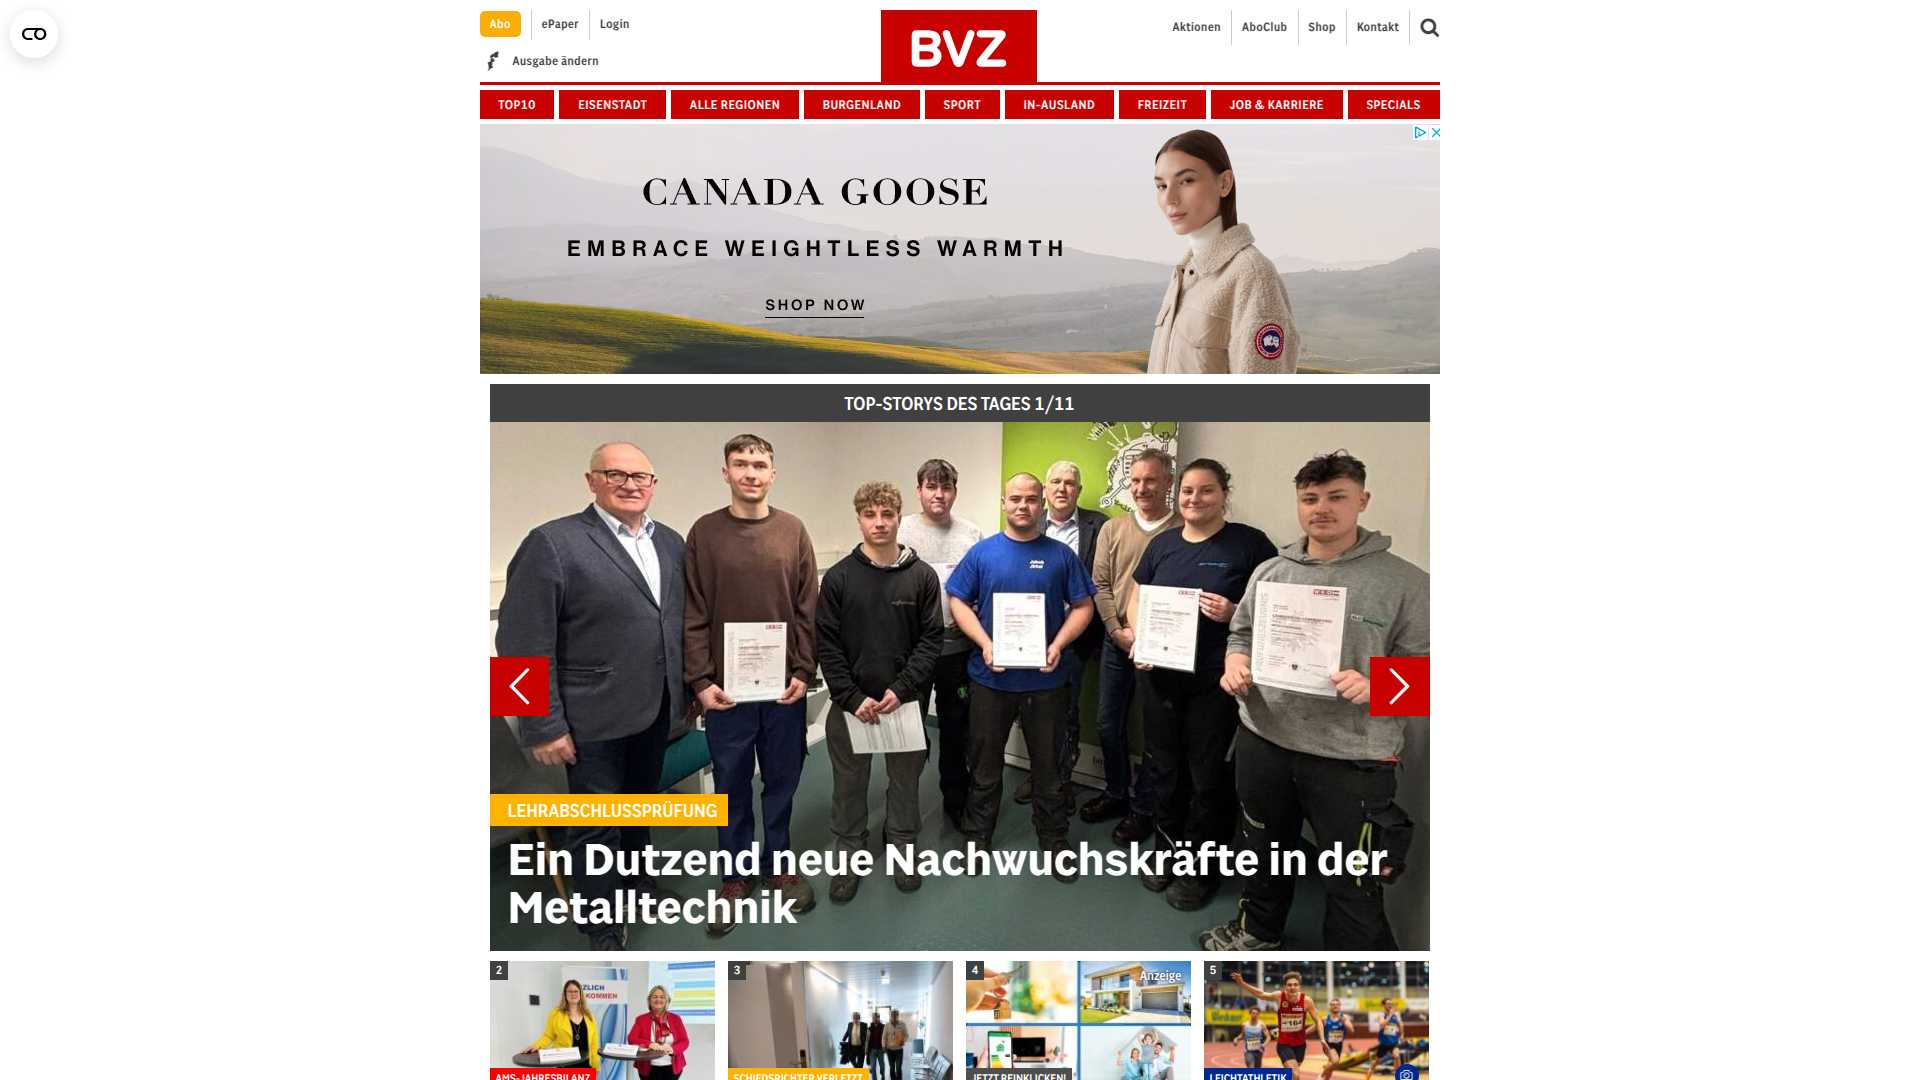 Abo
ePaper
Login
Ausgabe ändern
BVZ
Aktionen
AboClub
Shop
Kontakt
TOP10
EISENSTADT
ALLE REGIONEN
BURGENLAND
SPORT
IN-AUSLAND
FREIZEIT
JOB & KARRIERE
SPECIALS
CANADA GOOSE
EMBRACE WEIGHTLESS WARMTH
SHOP NOW
TOP-STORYS DES TAGES 1/11
LEHRABSCHLUSSPRÜFUNG
Ein Dutzend neue Nachwuchskräfte in der
Metalltechnik
2
KOMMEN
AMS-JAHRESBILANZ
3
SCHIEDSRICHTER VERLETZT
4
Anzeige
JETZT REINKLICKEN!
5
164
LEICHTATHLETIK